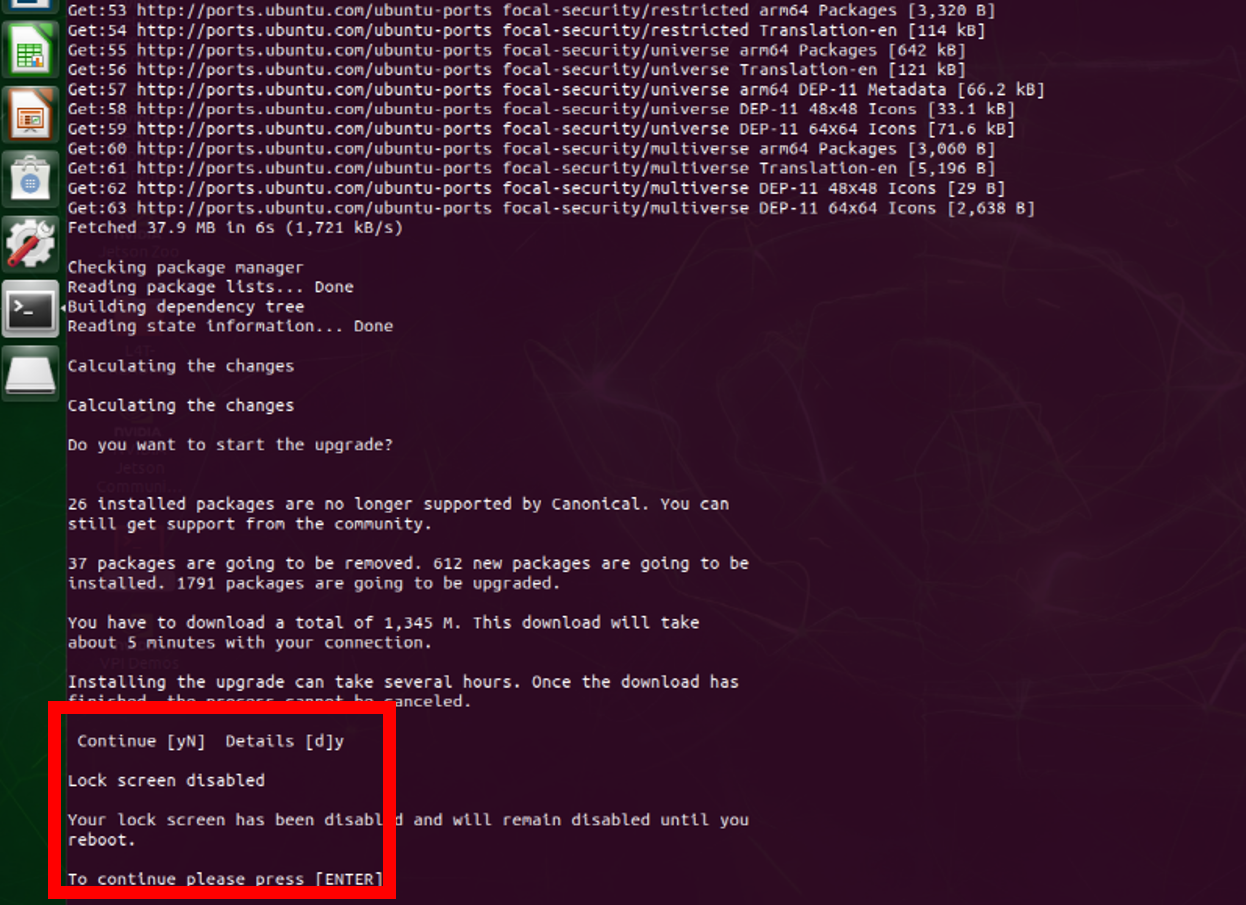 Get:53 http://ports.ubuntu.com/ubuntu-ports focal-security/restricted arm64 Packages [3,320 B]
Get:54 http://ports.ubuntu.com/ubuntu-ports focal-security/restricted Translation-en [114 kB]
Get:55 http://ports.ubuntu.com/ubuntu-ports focal-security/universe arm64 Packages [642 kB]
Get:56 http://ports.ubuntu.com/ubuntu-ports focal-security/universe Translation-en [121 kB]
Get:57 http://ports.ubuntu.com/ubuntu-ports focal-security/universe arm64 DEP-11 Metadata [66.2 kB]
Get:58 http://ports.ubuntu.com/ubuntu-ports focal-security/universe DEP-11 48x48 Icons [33.1 kB]
Get:59 http://ports.ubuntu.com/ubuntu-ports focal-security/universe DEP-11 64x64 Icons [71.6 kB]
Get:60 http://ports.ubuntu.com/ubuntu-ports focal-security/multiverse arm64 Packages [3,060 B]
Get:61 http://ports.ubuntu.com/ubuntu-ports focal-security/multiverse Translation-en [5,196 B]
Get:62 http://ports.ubuntu.com/ubuntu-ports focal-security/multiverse DEP-11 48x48 Icons [29 B]
Get:63 http://ports.ubuntu.com/ubuntu-ports focal-security/multiverse DEP-11 64x64 Icons [2,638 B]
Fetched 37.9 MB in 6s (1,721 kB/s)
Checking package manager
Reading package lists... Done
Building dependency tree
Reading state information... Done
Calculating the changes
Calculating the changes
NVIDIA
Do you want to start the upgrade?
Jetson
Communi...
26 installed packages are no longer supported by Canonical. You can
still get support from the community.
37 packages are going to be removed. 612 new packages are going to be
installed. 1791 packages are going to be upgraded.
You have to download a total of 1,345 M. This download will take
about 5 minutes with your connection.
VPI Demos
Installing the upgrade can take several hours. Once the download has
finished, the process cannot be canceled.
Continue [yN]  Details [d]y
Lock screen disabled
Your lock screen has been disabled and will remain disabled until you
reboot.
To continue please press [ENTER]